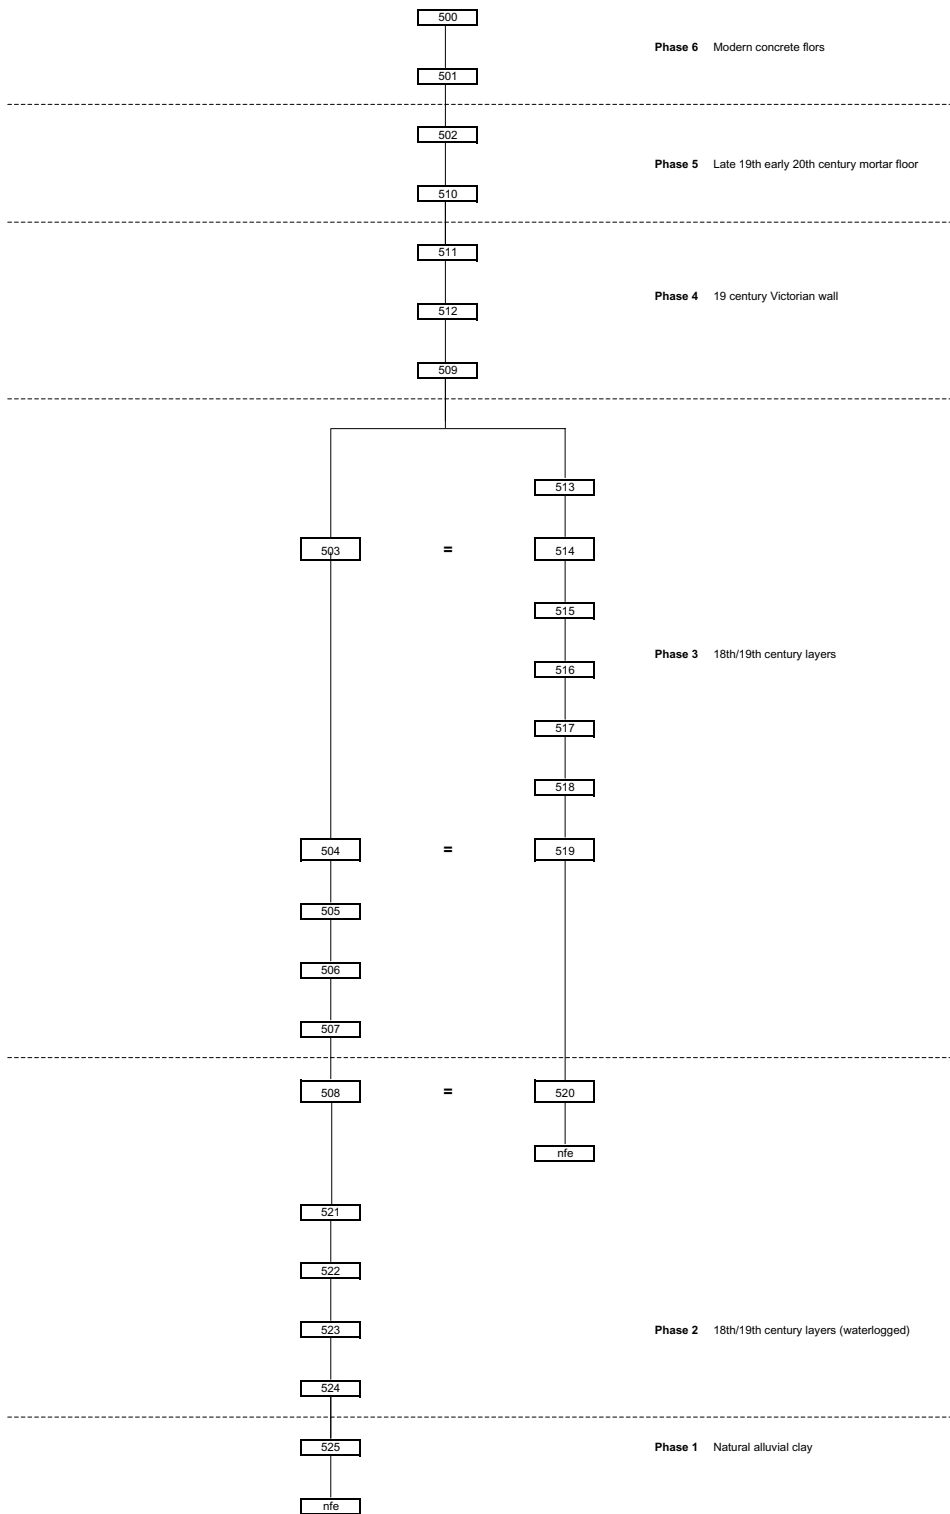 500
Phase 6 Modern concrete flors
501
502
Phase 5 Late 19th early 20th century mortar floor
510
511
Phase 4 19 century Victorian wall
512
509
513
503 = 514
515
Phase 3 18th/19th century layers
516
517
518
504 = 519
505
506
507
508 = 520
nfe
521
522
523
Phase 2 18th/19th century layers (waterlogged)
524
525
Phase 1 Natural alluvial clay
nfe